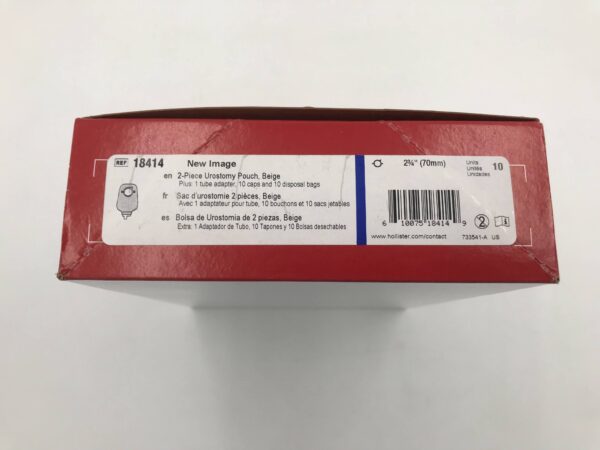 REF 18414 New Image
en 2-Piece Urostomy Pouch, Beige
Plus: 1 tube adapter, 10 caps and 10 disposal bags
fr Sac d'urostomie 2 pièces, Beige
Avec 1 adaptateur pour tube, 10 bouchons et 10 sacs jetables
es Bolsa de Urostomia de 2 piezas, Beige
Extra: 1 Adaptador de Tubo, 10 Tapones y 10 Bolsas desechables
2¾" (70mm)
Units
Unités
Unidades
10
6 10075 18414 9
2
www.hollister.com/contact 733541-A US